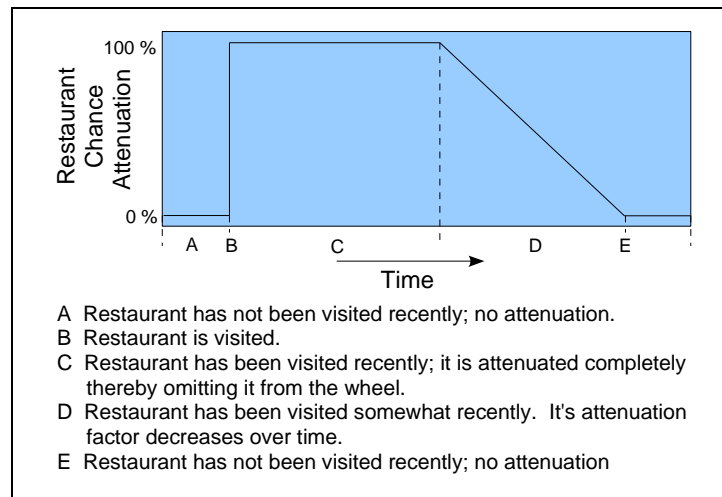 100 %
Restaurant
Chance
Attenuation
0 %
A B C D E
Time
A Restaurant has not been visited recently; no attenuation.
B Restaurant is visited.
C Restaurant has been visited recently; it is attenuated completely
thereby omitting it from the wheel.
D Restaurant has been visited somewhat recently. It's attenuation
factor decreases over time.
E Restaurant has not been visited recently; no attenuation